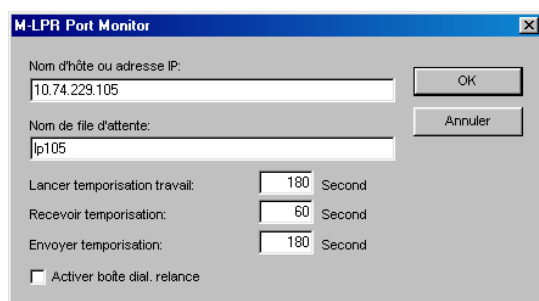 M-LPR Port Monitor
Nom d'hôte ou adresse IP:
10.74.229.105
OK
Nom de file d'attente:
lp105
Annuler
Lancer temporisation travail: 180 Second
Recevoir temporisation: 60 Second
Envoyer temporisation: 180 Second
Activer boîte dial. relance